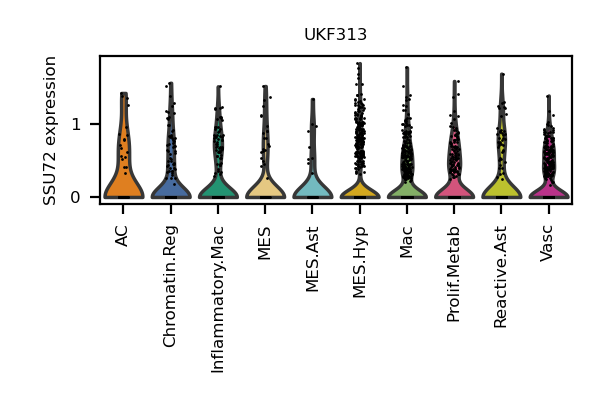 UKF313
SSU72 expression
1
0
AC
Chromatin.Reg
Inflammatory.Mac
MES
MES.Ast
MES.Hyp
Mac
Prolif.Metab
Reactive.Ast
Vasc